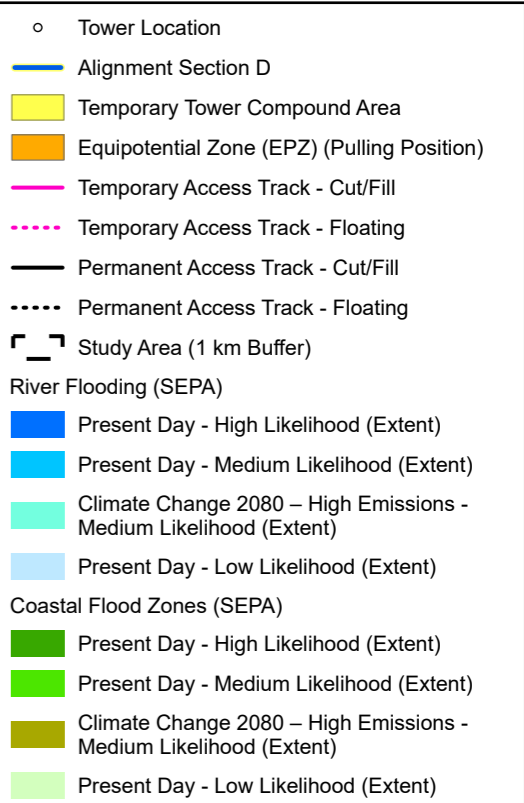 Tower Location
Alignment Section D
Temporary Tower Compound Area
Equipotential Zone (EPZ) (Pulling Position)
Temporary Access Track - Cut/Fill
Temporary Access Track - Floating
Permanent Access Track - Cut/Fill
Permanent Access Track - Floating
Study Area (1 km Buffer)
River Flooding (SEPA)
Present Day - High Likelihood (Extent)
Present Day - Medium Likelihood (Extent)
Climate Change 2080 – High Emissions -
Medium Likelihood (Extent)
Present Day - Low Likelihood (Extent)
Coastal Flood Zones (SEPA)
Present Day - High Likelihood (Extent)
Present Day - Medium Likelihood (Extent)
Climate Change 2080 – High Emissions -
Medium Likelihood (Extent)
Present Day - Low Likelihood (Extent)